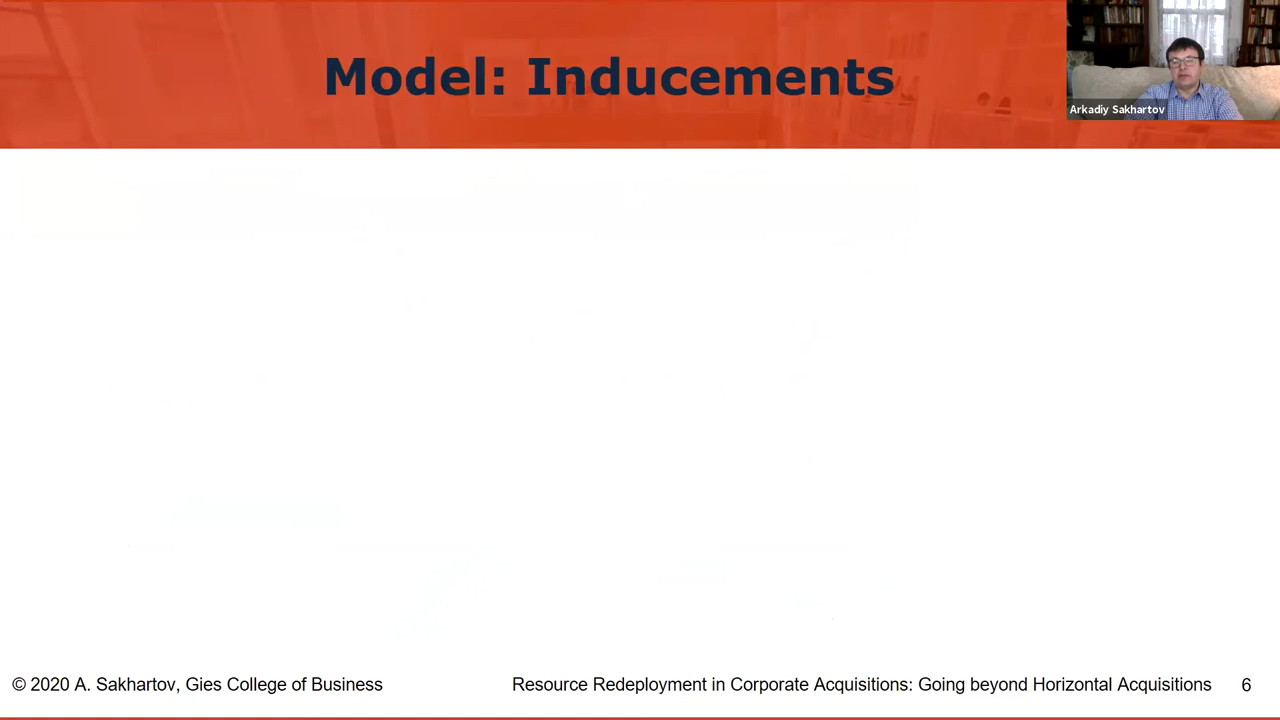 Model: Inducements
Arkadiy Sakhartov
© 2020 A. Sakhartov, Gies College of Business
Resource Redeployment in Corporate Acquisitions: Going beyond Horizontal Acquisitions
6